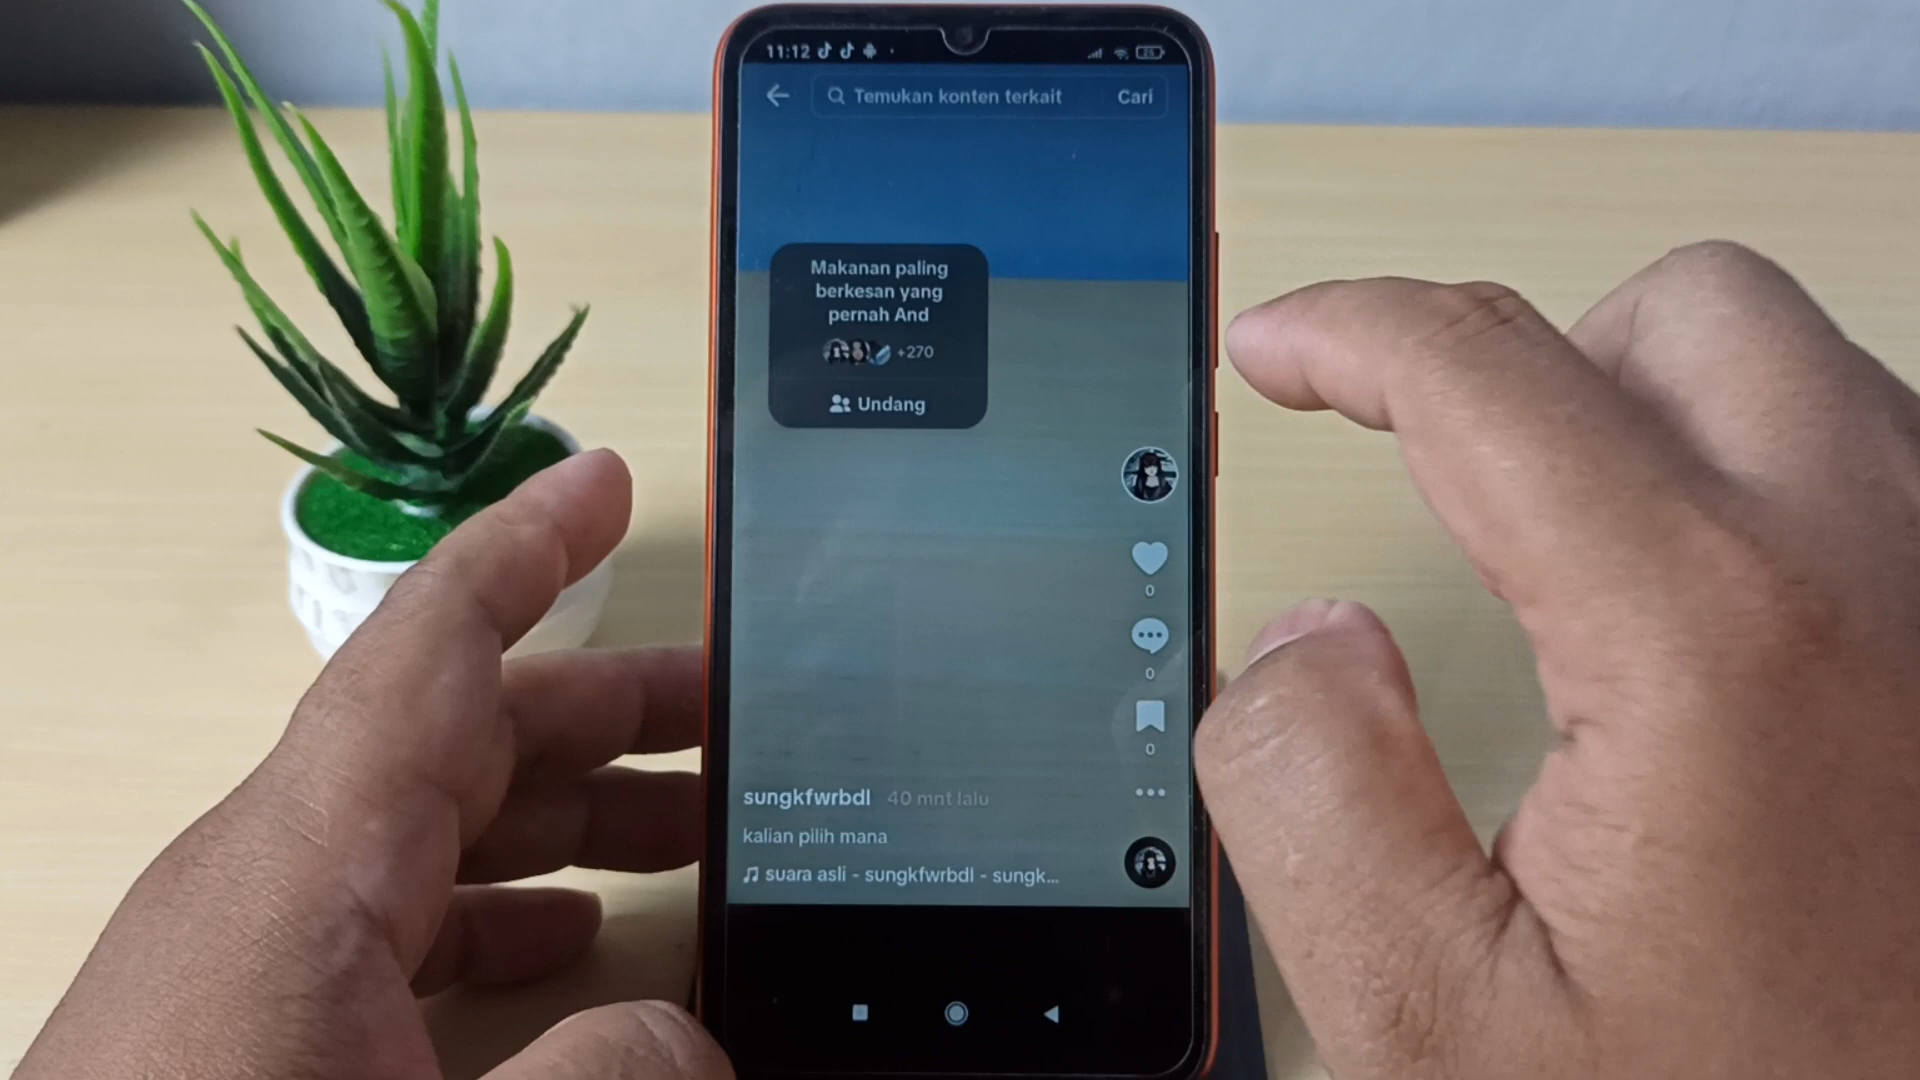 11:12
Temukan konten terkait
Cari
Makanan paling
berkesan yang
pernah And
+270
Undang
0
0
0
sungkfwrbdl 40 mnt lalu
kalian pilih mana
suara asli - sungkfwrbdl - sungk...